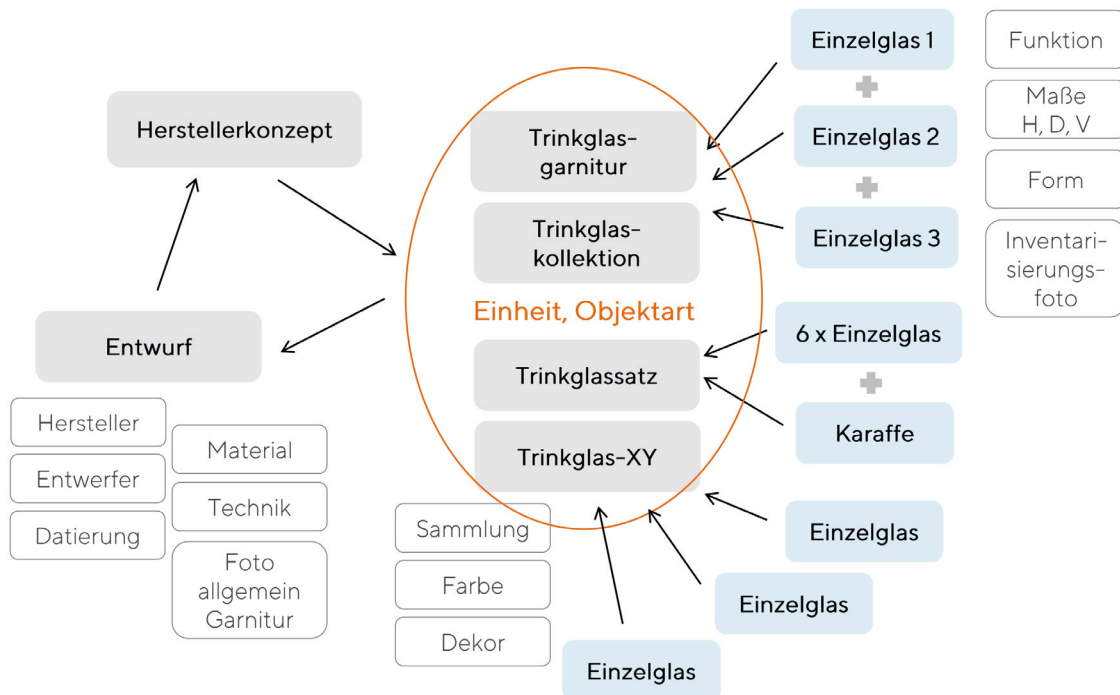 Herstellerkonzept
Entwurf
Hersteller
Entwerfer
Datierung
Material
Technik
Foto
allgemein
Garnitur
Trinkglas-
garnitur
Trinkglas-
kollektion
Einheit, Objektart
Trinkglassatz
Trinkglas-XY
Sammlung
Farbe
Dekor
Einzelglas 1
Einzelglas 2
Einzelglas 3
6 x Einzelglas
Karaffe
Einzelglas
Einzelglas
Einzelglas
Funktion
Maße
H, D, V
Form
Inventari-
sierungs-
foto